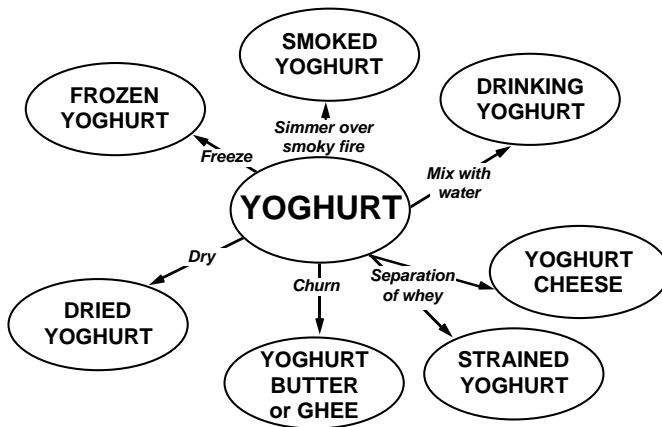 SMOKED
YOGHURT
FROZEN
YOGHURT
DRINKING
YOGHURT
Simmer over
smoky fire
Freeze
Mix with
water
YOGHURT
Dry
Churn
Separation
of whey
YOGHURT
CHEESE
DRIED
YOGHURT
YOGHURT
BUTTER
or GHEE
STRAINED
YOGHURT